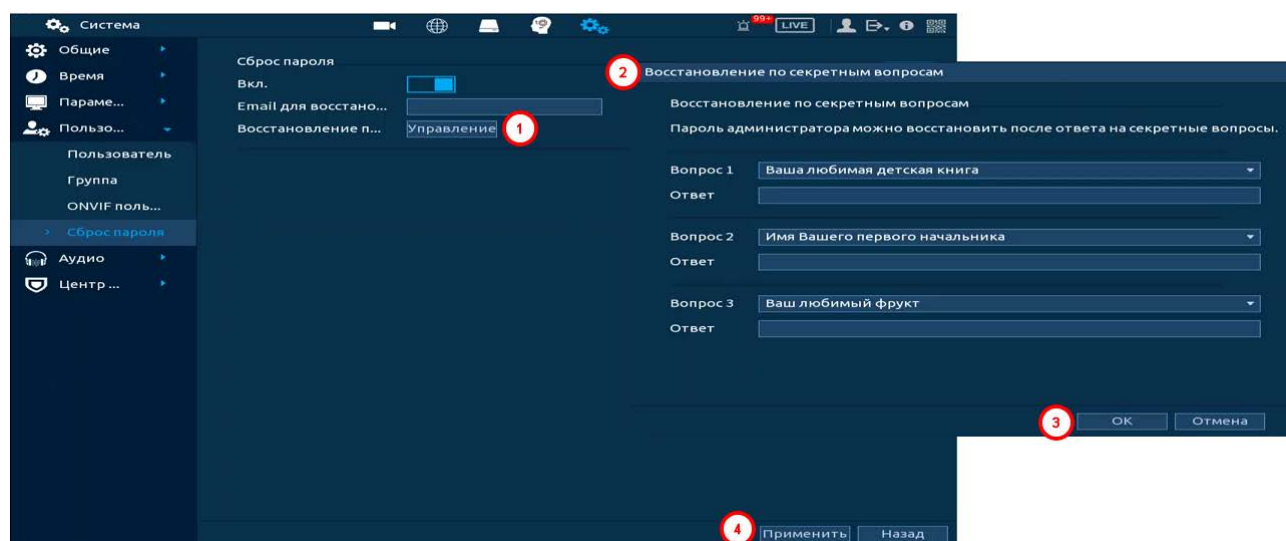 Система
99+
LIVE
Общие
Время
Параме...
Пользо...
Пользователь
Группа
ONVIF поль...
Сброс пароля
Аудио
Центр ...
Сброс пароля
Вкл.
Email для восстано...
Восстановление п... Управление 1
2 Восстановление по секретным вопросам
Восстановление по секретным вопросам
Пароль администратора можно восстановить после ответа на секретные вопросы.
Вопрос 1 Ваша любимая детская книга
Ответ
Вопрос 2 Имя Вашего первого начальника
Ответ
Вопрос 3 Ваш любимый фрукт
Ответ
3 ОК Отмена
4 Применить Назад